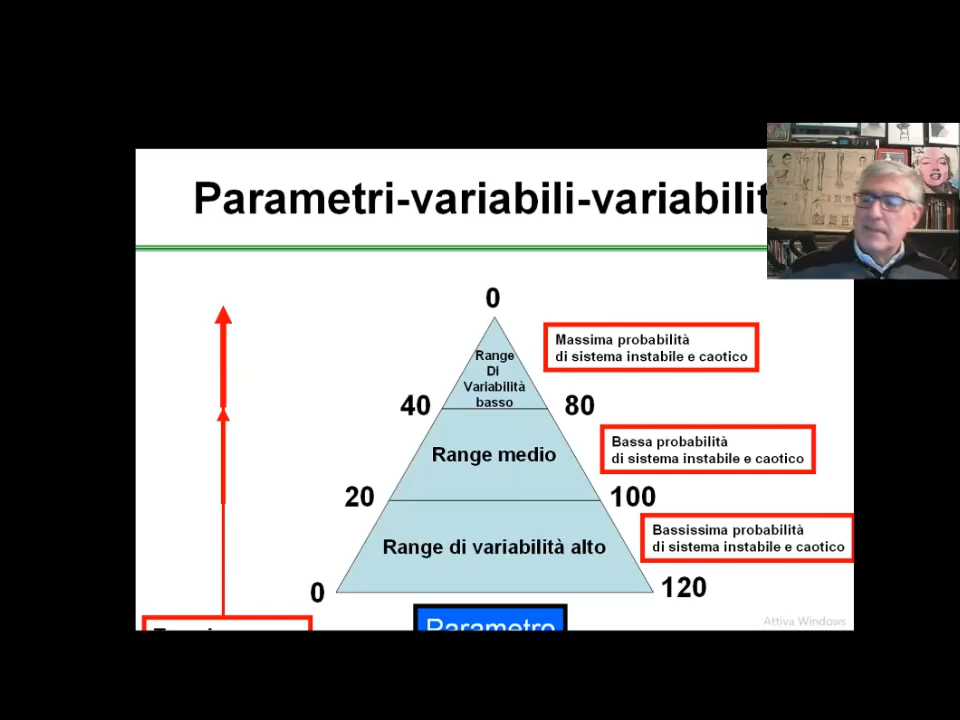 Parametri-variabili-variabilit
0
Range
Di
Variabilità
basso
Massima probabilità
di sistema instabile e caotico
40
80
Range medio
Bassa probabilità
di sistema instabile e caotico
20
100
Range di variabilità alto
Bassissima probabilità
di sistema instabile e caotico
0
120
Parametro
Attiva Windows